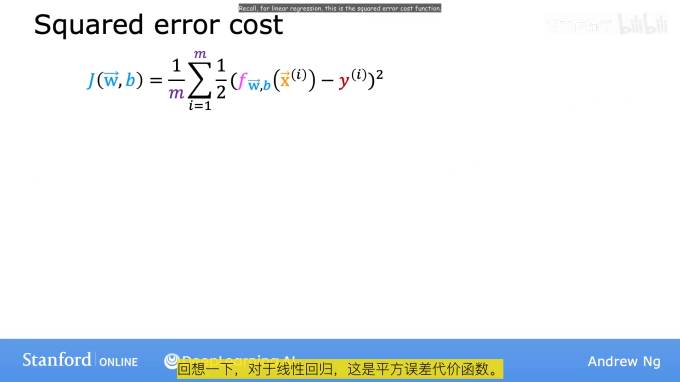 Recall, for linear regression, this is the squared error cost function.
Squared error cost
bilibili
J(w⃗, b) = 1/m ∑_{i=1}^{m} 1/2 (f_{w⃗,b}(x⃗^{(i)}) − y^{(i)})²
Stanford ONLINE
Andrew Ng
回想一下，对于线性回归，这是平方误差代价函数。